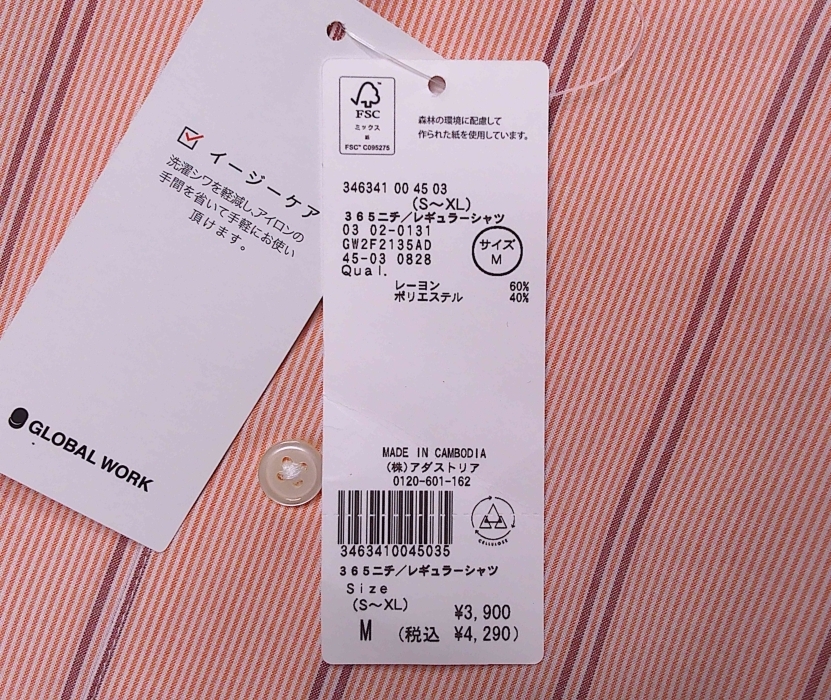 イージーケア
洗濯シワを軽減し、アイロンの
手間を省いて手軽にお使い
頂けます。
GLOBAL WORK
FSC
ミックス
紙
FSC® C095275
森林の環境に配慮して
作られた紙を使用しています。
346341 00 45 03
(S～XL)
365ニチ／レギュラーシャツ
03 02-0131
GW2F2135AD
45-03 0828
サイズ
M
Qual.
レーヨン 60%
ポリエステル 40%
MADE IN CAMBODIA
(株)アダストリア
0120-601-162
CELLULOSE
3463410045035
365ニチ／レギュラーシャツ
Size
(S～XL)
¥3,900
M (税込 ¥4,290)